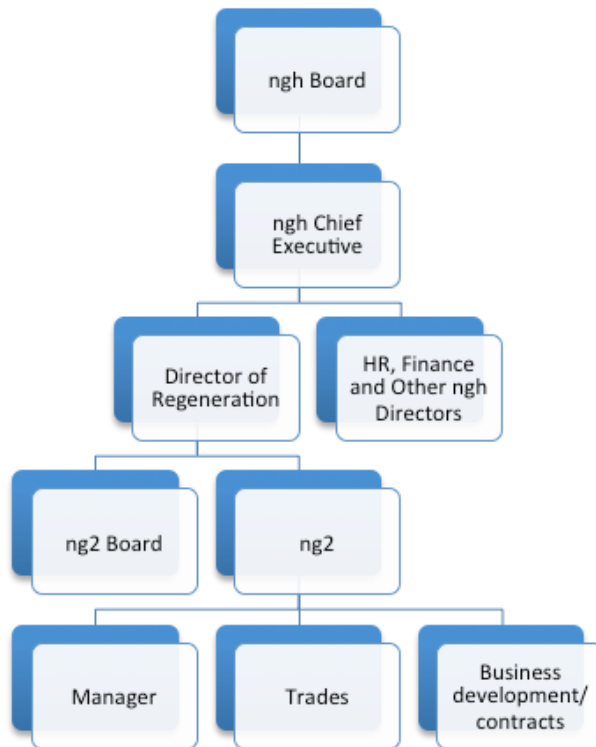 ngh Board
ngh Chief
Executive
Director of
Regeneration
HR, Finance
and Other ngh
Directors
ng2 Board
ng2
Manager
Trades
Business
development/
contracts